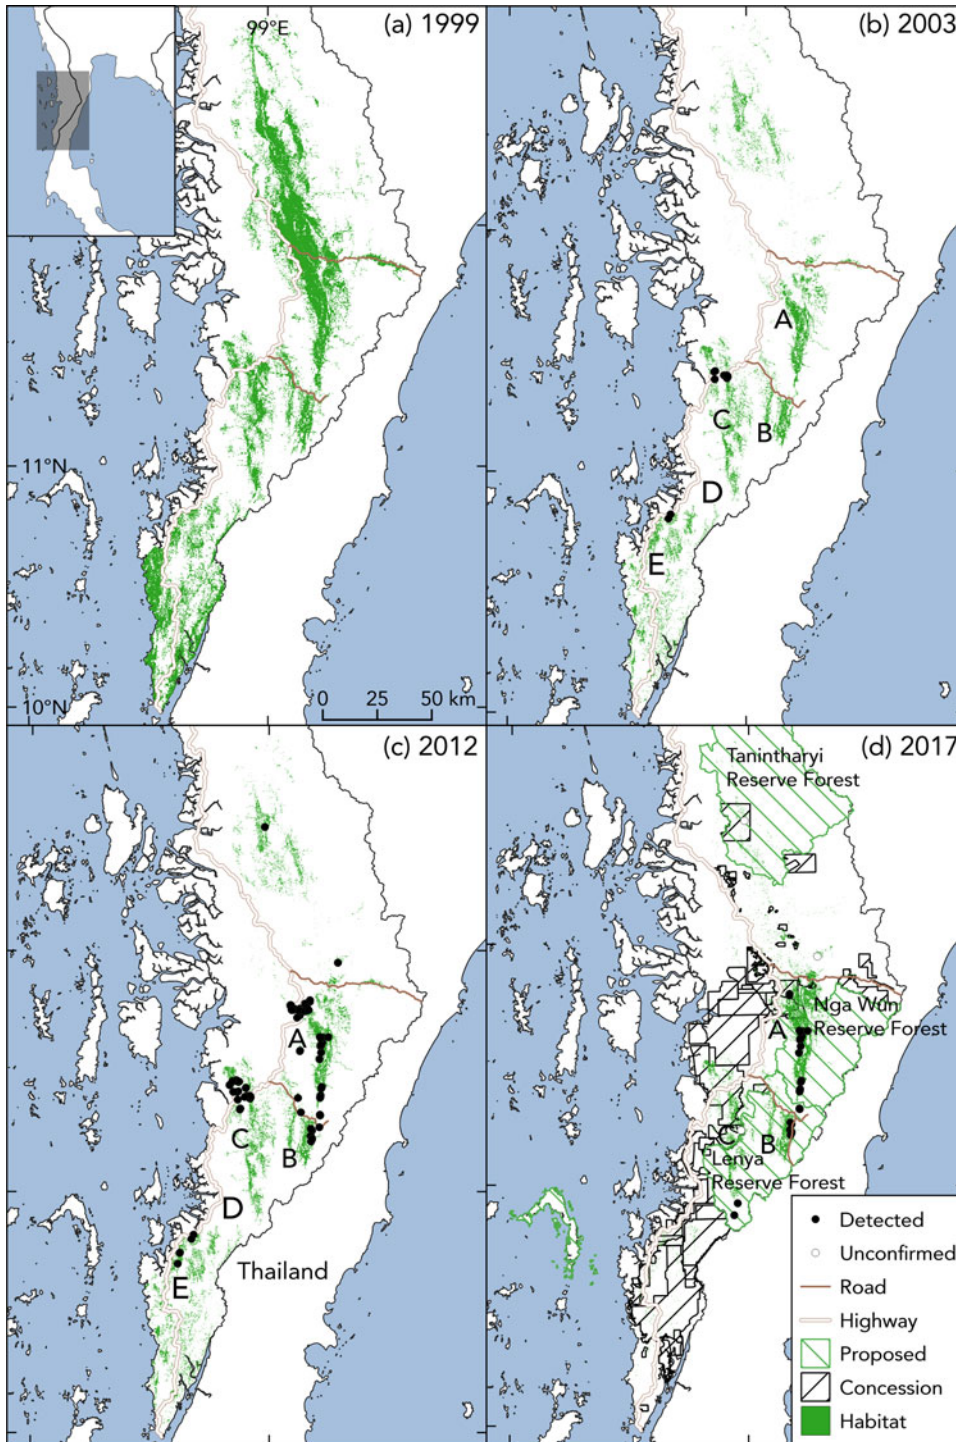 99°E
(a) 1999
11°N
10°N
0 25 50 km
(b) 2003
A
C
B
D
E
(c) 2012
A
C
B
D
E
Thailand
(d) 2017
Tanintharyi
Reserve Forest
A
Nga Wun
Reserve Forest
C
B
Lenya
Reserve Forest
Detected
Unconfirmed
Road
Highway
Proposed
Concession
Habitat